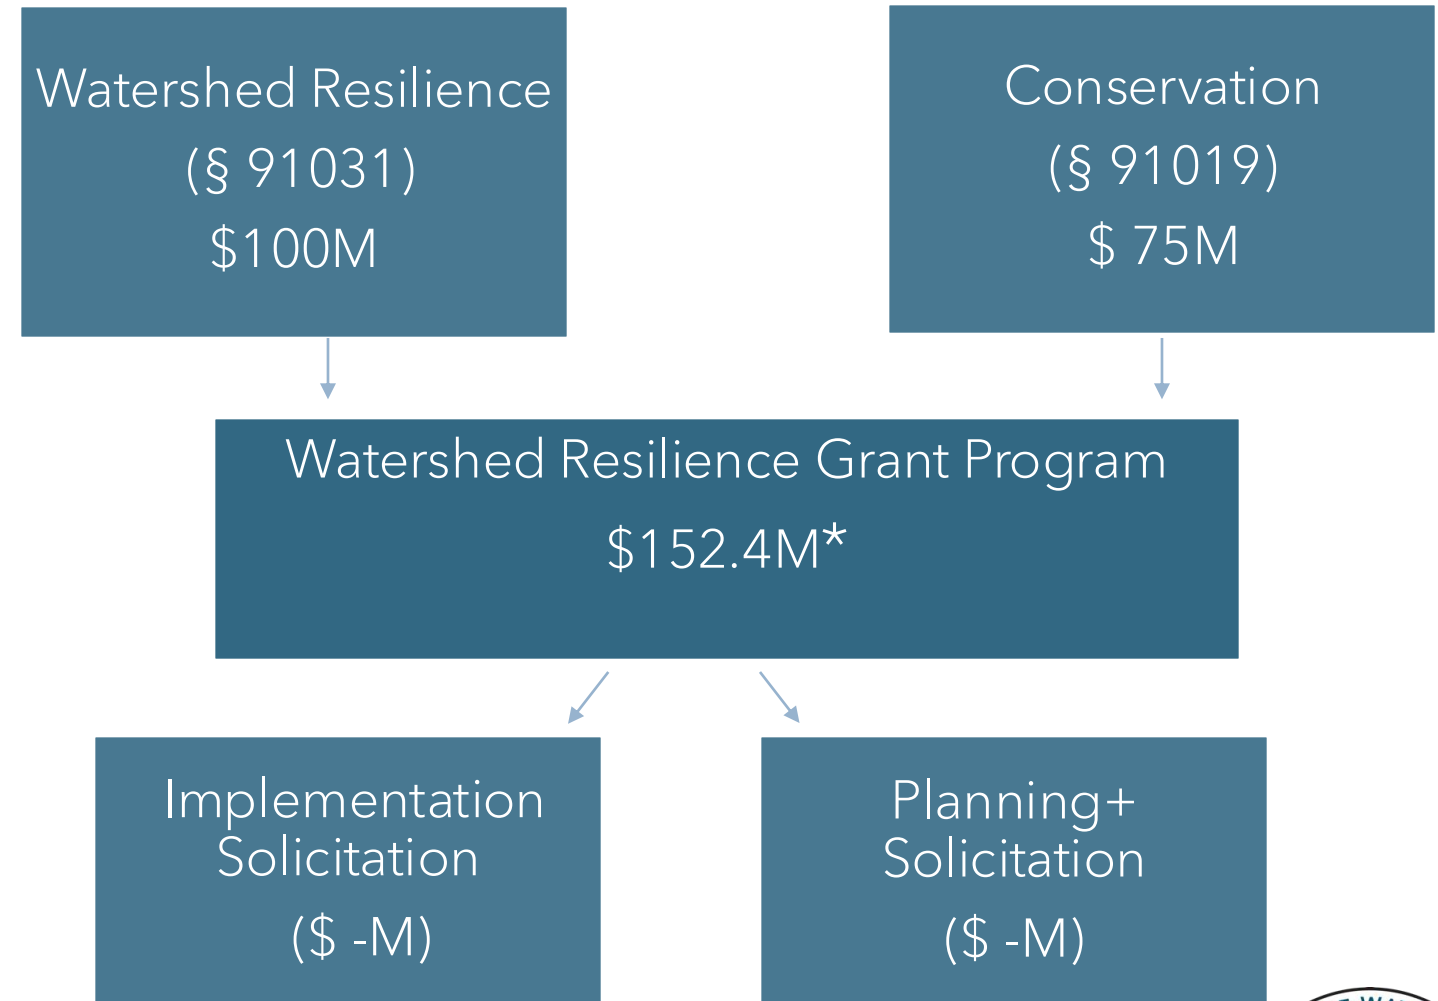 Watershed Resilience
(§ 91031)
$100M
Conservation
(§ 91019)
$ 75M
Watershed Resilience Grant Program
$152.4M*
Implementation
Solicitation
($ -M)
Planning+
Solicitation
($ -M)